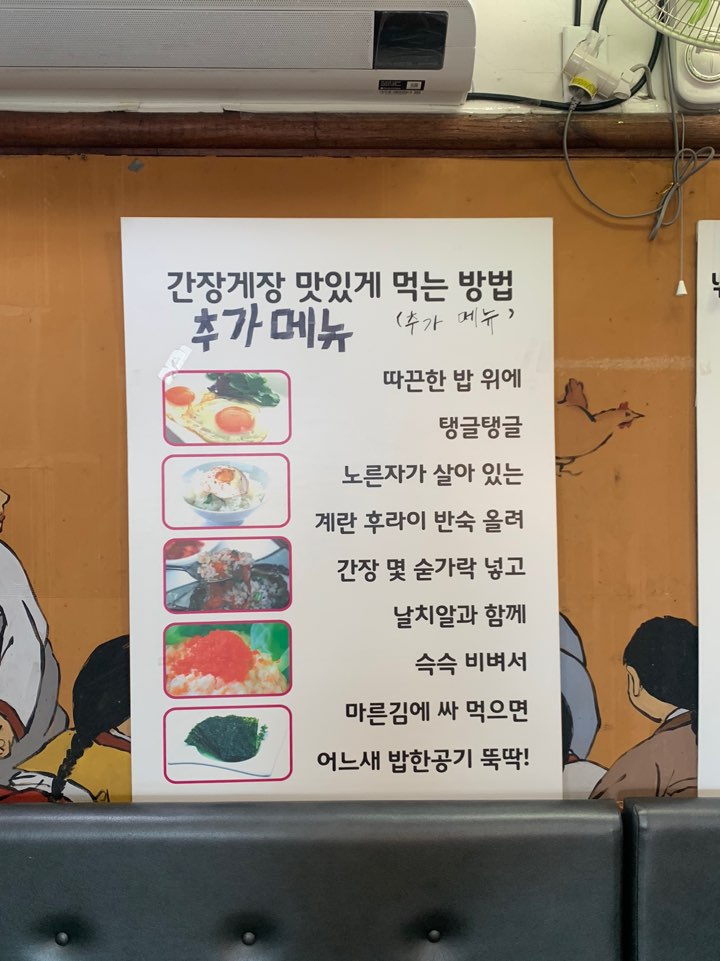 간장게장 맛있게 먹는 방법
추가메뉴 (추가 메뉴)
따끈한 밥 위에
탱글탱글
노른자가 살아 있는
계란 후라이 반숙 올려
간장 몇 숟가락 넣고
날치알과 함께
슥슥 비벼서
마른김에 싸 먹으면
어느새 밥한공기 뚝딱!